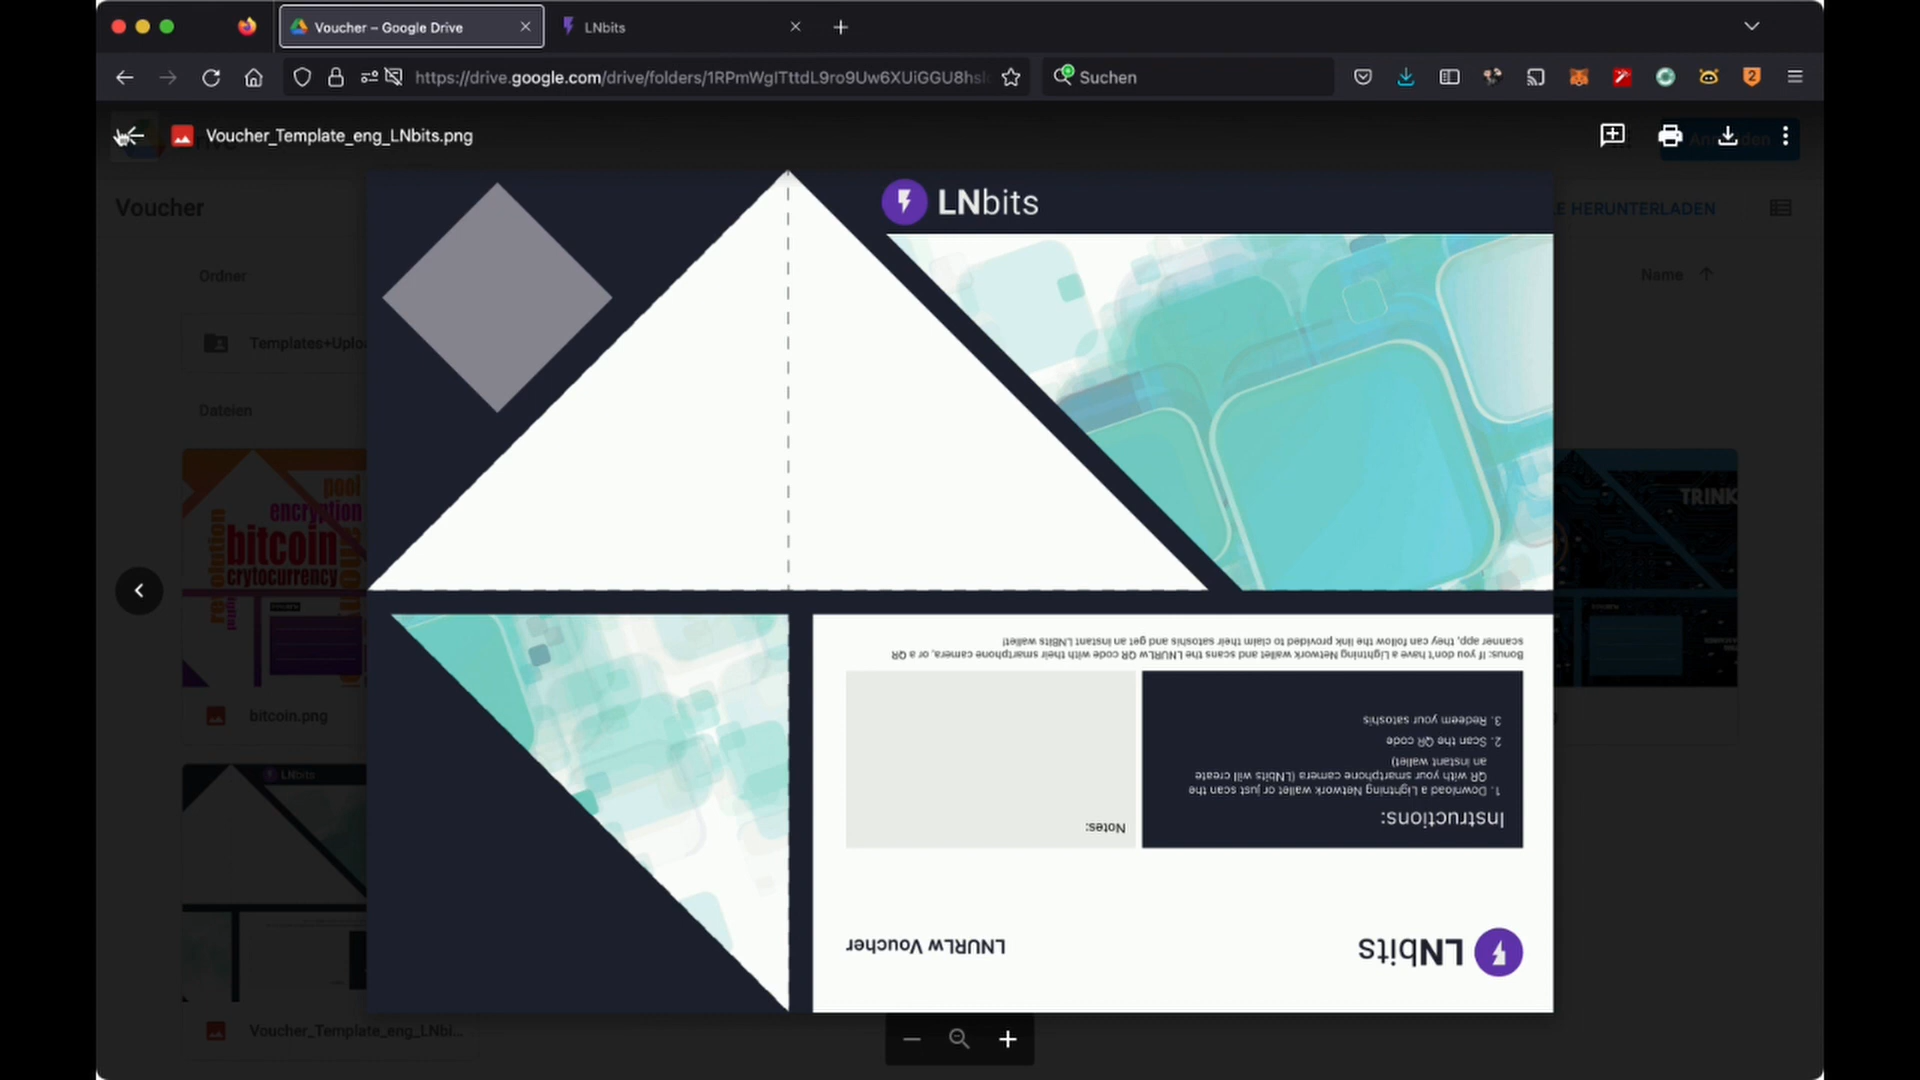 Voucher – Google Drive
LNbits
https://drive.google.com/drive/folders/1RPmWgITttdL9ro9Uw6XUiGGU8hsl
Suchen
2
Voucher_Template_eng_LNbits.png
Voucher
HERUNTERLADEN
Ordner
Name
Templates+Uplo
Dateien
LNbits
pool
encryption
bitcoin
crytocurrency
bitcoin.png
TRINK
LNbits
Voucher_Template_eng_LNbi...
scanner app, they can follow the link provided to claim their satoshis and get an instant LNBits wallet!
Bonus: If you don't have a Lightning Network wallet and scans the LNURLw QR code with their smartphone camera, or a QR
3. Redeem your satoshis
2. Scan the QR code
an instant wallet)
QR with your smartphone camera (LNbits will create
1. Download a Lightning Network wallet or just scan the
Instructions:
Notes:
LNURLw Voucher
LNbits